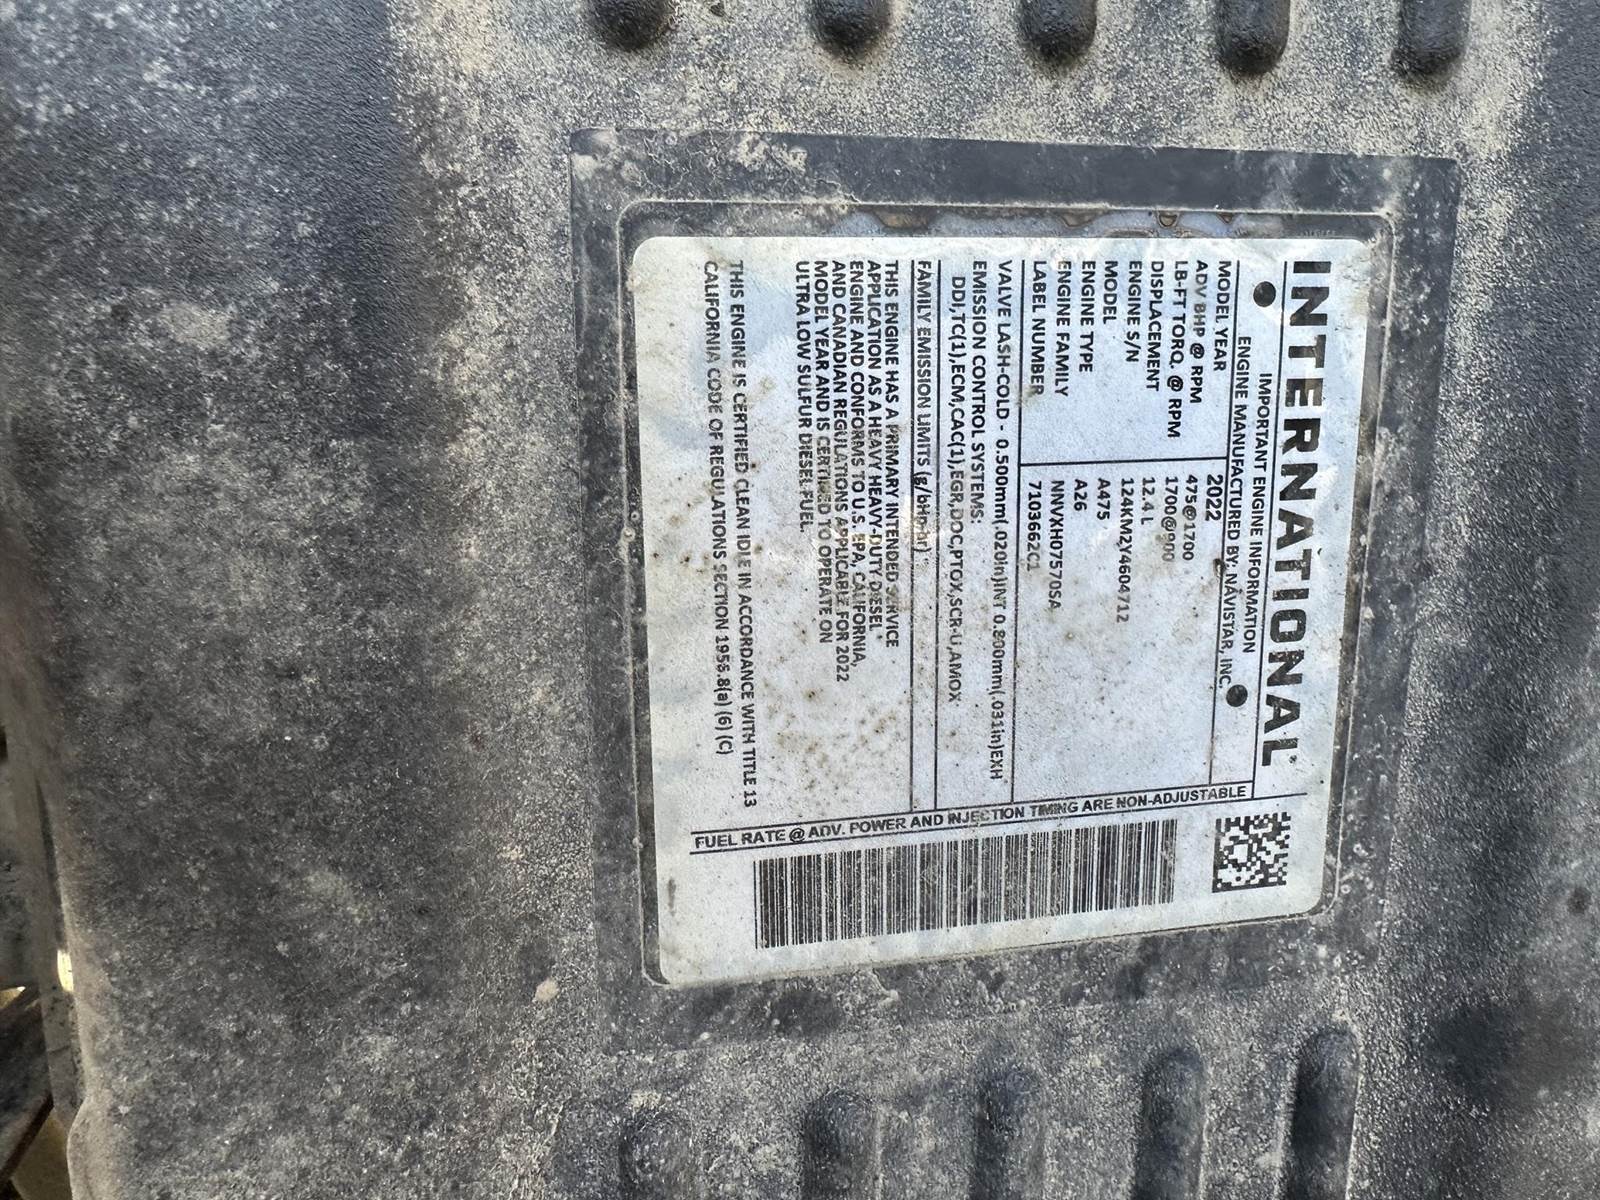 INTERNATIONAL®
IMPORTANT ENGINE INFORMATION
ENGINE MANUFACTURED BY: NAVISTAR, INC.
MODEL YEAR 2022
ADV BHP @ RPM 475@1700
LB-FT TORQ. @ RPM 1700@900
DISPLACEMENT 12.4 L
ENGINE S/N 124KM2Y4604712
MODEL A475
ENGINE TYPE A26
ENGINE FAMILY NNVXH07570SA
LABEL NUMBER 7103662C1
VALVE LASH-COLD - 0.500mm(.020in)INT 0.800mm(.031in)EXH
EMISSION CONTROL SYSTEMS:
DDI,TC(1),ECM,CAC(1),EGR,DOC,PTOX,SCR-U,AMOX
FAMILY EMISSION LIMITS (g/bHp-hr)
THIS ENGINE HAS A PRIMARY INTENDED SERVICE
APPLICATION AS A HEAVY HEAVY-DUTY DIESEL
ENGINE AND CONFORMS TO U.S. EPA, CALIFORNIA,
AND CANADIAN REGULATIONS APPLICABLE FOR 2022
MODEL YEAR AND IS CERTIFIED TO OPERATE ON
ULTRA LOW SULFUR DIESEL FUEL.
THIS ENGINE IS CERTIFIED CLEAN IDLE IN ACCORDANCE WITH TITLE 13
CALIFORNIA CODE OF REGULATIONS SECTION 1956.8(a) (6) (C)
FUEL RATE @ ADV. POWER AND INJECTION TIMING ARE NON-ADJUSTABLE